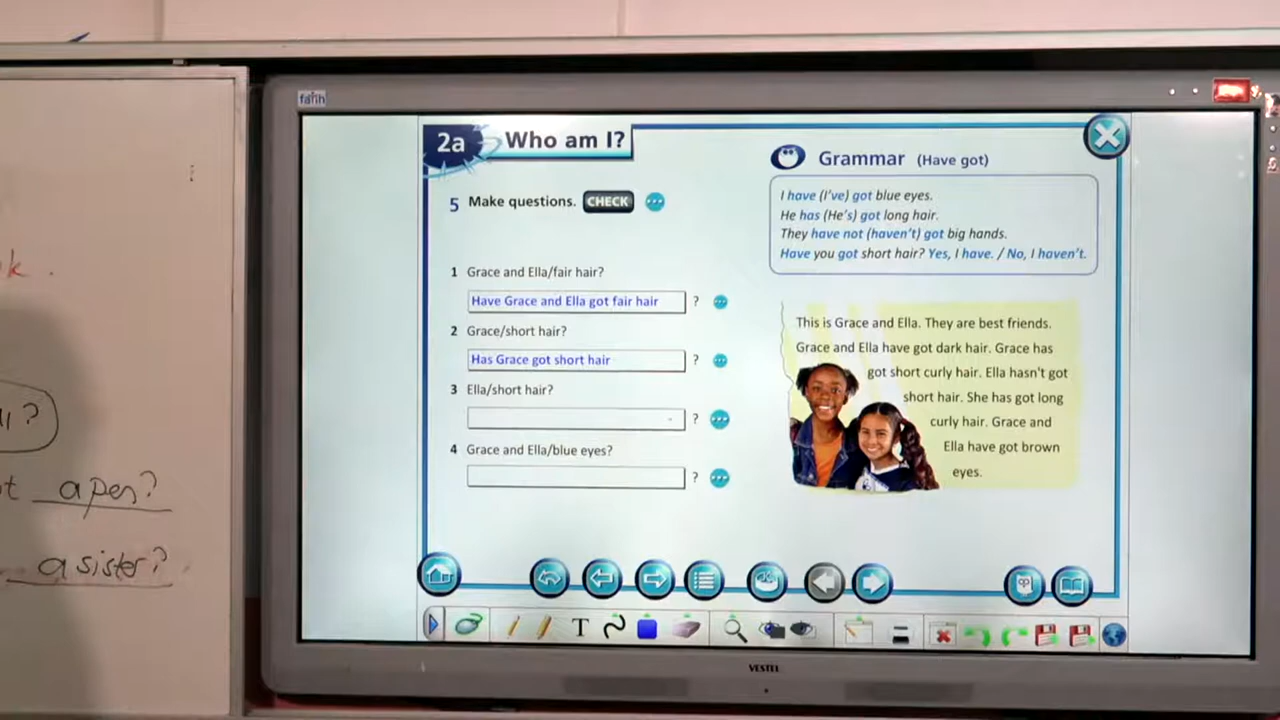 fatih
2a Who am I?
5 Make questions. CHECK
1 Grace and Ella/fair hair?
Have Grace and Ella got fair hair ?
2 Grace/short hair?
Has Grace got short hair ?
3 Ella/short hair?
?
4 Grace and Ella/blue eyes?
?
Grammar (Have got)
I have (I've) got blue eyes.
He has (He's) got long hair.
They have not (haven't) got big hands.
Have you got short hair? Yes, I have. / No, I haven't.
This is Grace and Ella. They are best friends.
Grace and Ella have got dark hair. Grace has
got short curly hair. Ella hasn't got
short hair. She has got long
curly hair. Grace and
Ella have got brown
eyes.
T
VESTEL
k.
?
t a pen?
a sister?